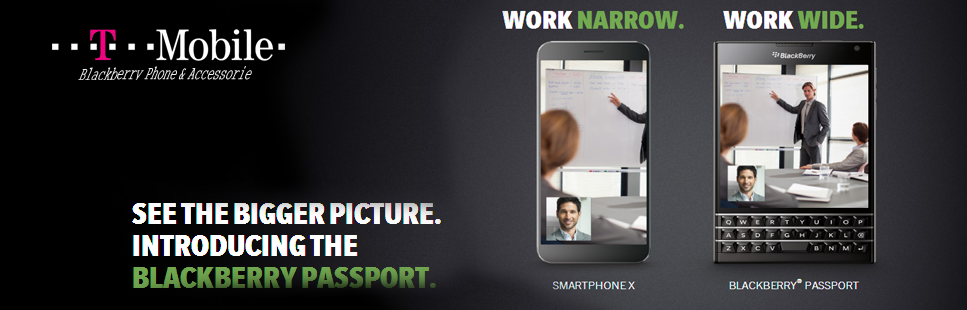 T Mobile
Blackberry Phone & Accessorie
SEE THE BIGGER PICTURE.
INTRODUCING THE
BLACKBERRY PASSPORT.
WORK NARROW.
SMARTPHONE X
WORK WIDE.
BlackBerry
Q W E R T Y U I O P
A S D F G H J K L
Z X C V B N M
BLACKBERRY® PASSPORT